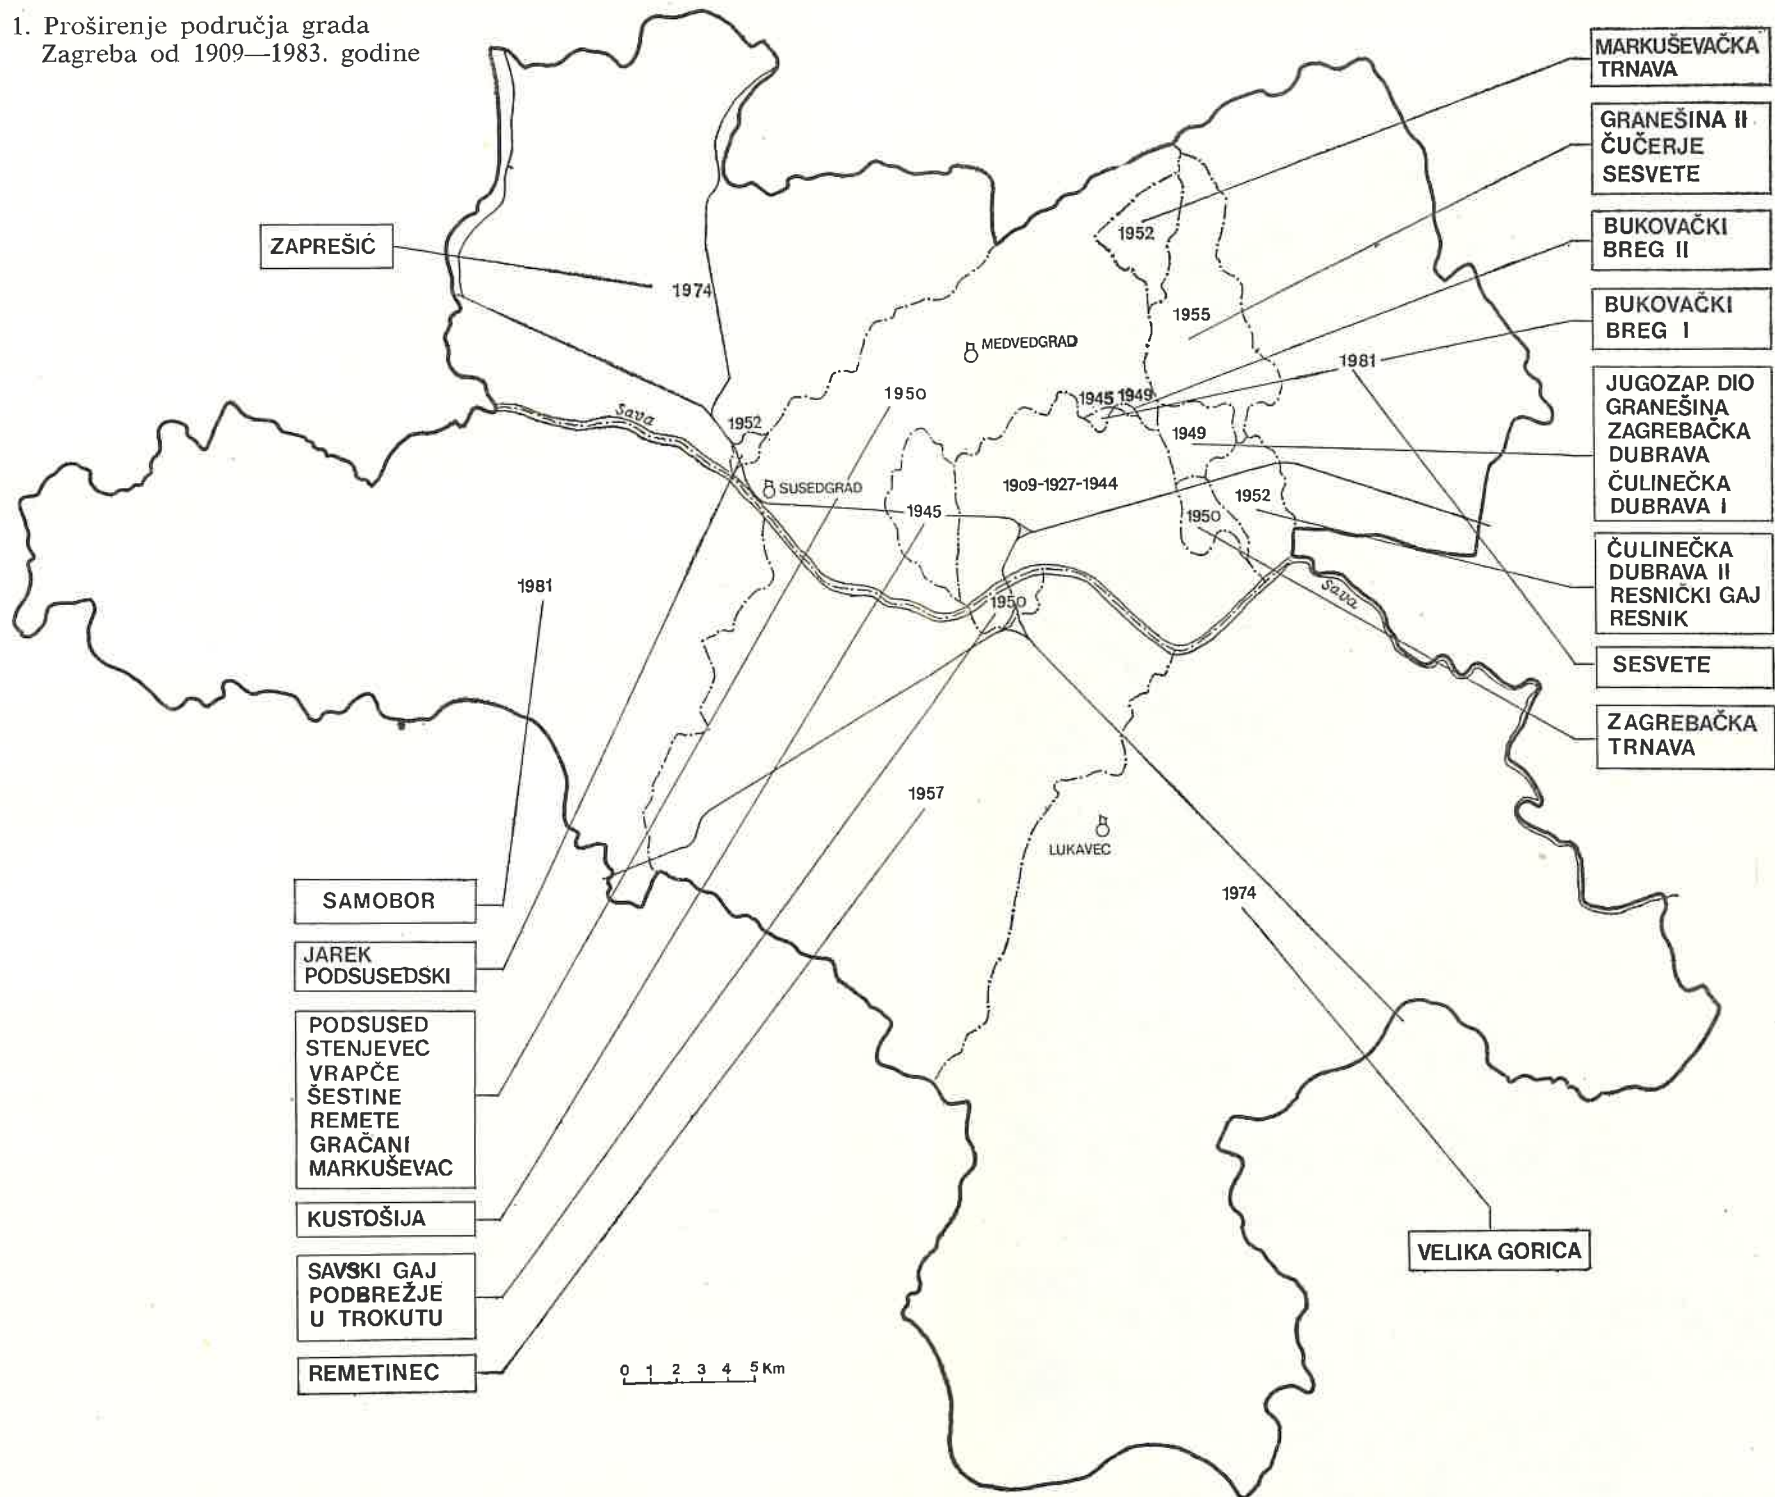 1. Proširenje područja grada
Zagreba od 1909—1983. godine
MARKUŠEVAČKA
TRNAVA
GRANEŠINA II
ČUČERJE
SESVETE
BUKOVAČKI
BREG II
BUKOVAČKI
BREG I
JUGOZAP. DIO
GRANEŠINA
ZAGREBAČKA
DUBRAVA
ČULINEČKA
DUBRAVA I
ČULINEČKA
DUBRAVA II
RESNIČKI GAJ
RESNIK
SESVETE
ZAGREBAČKA
TRNAVA
VELIKA GORICA
ZAPREŠIĆ
1974
1952
1955
MEDVEDGRAD
1981
1950
1945 1949
1952
1949
Sava
SUSEDGRAD
1909-1927-1944
1945
1952
1950
1981
1950
Sava
1957
LUKAVEC
1974
SAMOBOR
JAREK
PODSUSEDSKI
PODSUSED
STENJEVEC
VRAPČE
ŠESTINE
REMETE
GRAČANI
MARKUŠEVAC
KUSTOŠIJA
SAVSKI GAJ
PODBREŽJE
U TROKUTU
REMETINEC
0 1 2 3 4 5 Km